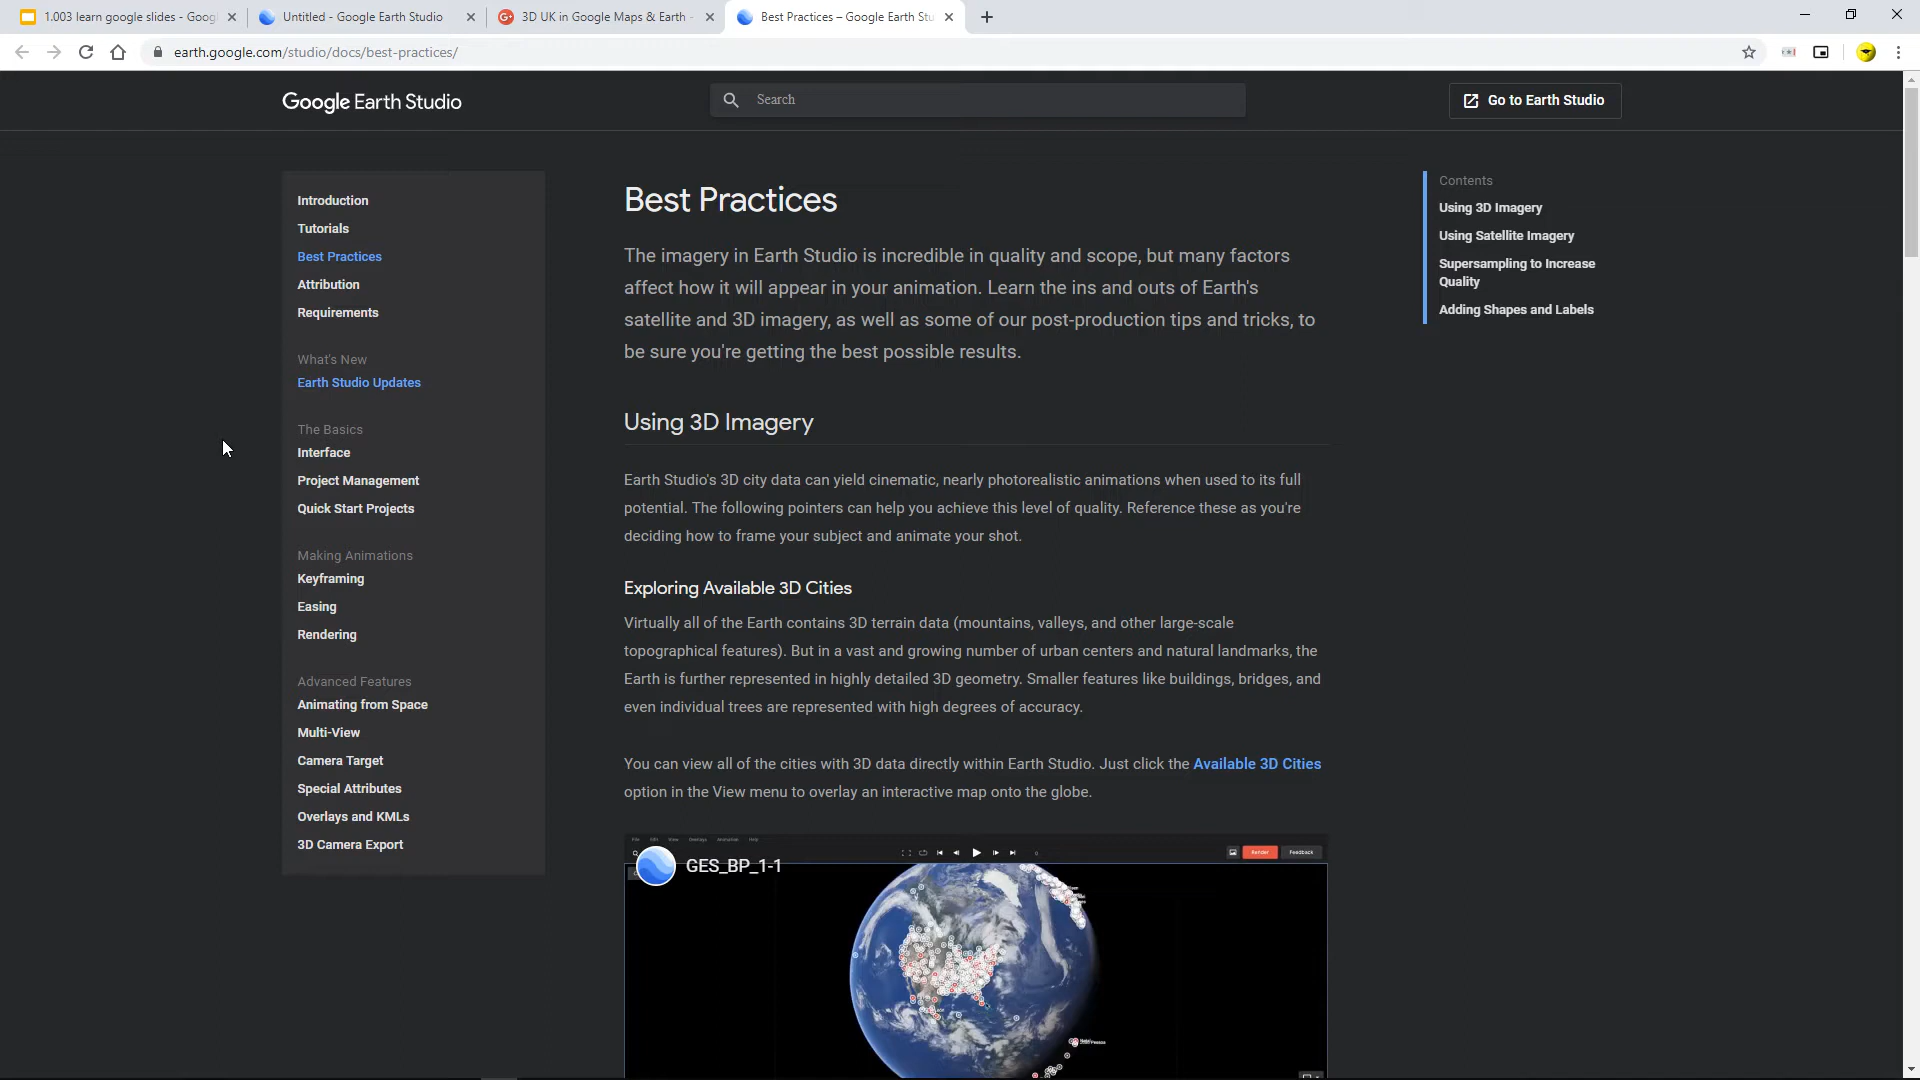 1.003 learn google slides - Goog
Untitled - Google Earth Studio
3D UK in Google Maps & Earth -
Best Practices – Google Earth Stu
earth.google.com/studio/docs/best-practices/
Google Earth Studio
Search
Go to Earth Studio
Introduction
Tutorials
Best Practices
Attribution
Requirements
What's New
Earth Studio Updates
The Basics
Interface
Project Management
Quick Start Projects
Making Animations
Keyframing
Easing
Rendering
Advanced Features
Animating from Space
Multi-View
Camera Target
Special Attributes
Overlays and KMLs
3D Camera Export
Best Practices
The imagery in Earth Studio is incredible in quality and scope, but many factors
affect how it will appear in your animation. Learn the ins and outs of Earth's
satellite and 3D imagery, as well as some of our post-production tips and tricks, to
be sure you're getting the best possible results.
Using 3D Imagery
Earth Studio's 3D city data can yield cinematic, nearly photorealistic animations when used to its full
potential. The following pointers can help you achieve this level of quality. Reference these as you're
deciding how to frame your subject and animate your shot.
Exploring Available 3D Cities
Virtually all of the Earth contains 3D terrain data (mountains, valleys, and other large-scale
topographical features). But in a vast and growing number of urban centers and natural landmarks, the
Earth is further represented in highly detailed 3D geometry. Smaller features like buildings, bridges, and
even individual trees are represented with high degrees of accuracy.
You can view all of the cities with 3D data directly within Earth Studio. Just click the Available 3D Cities
option in the View menu to overlay an interactive map onto the globe.
File Edit View Overlays Animation Help
Render Feedback
GES_BP_1-1
Contents
Using 3D Imagery
Using Satellite Imagery
Supersampling to Increase
Quality
Adding Shapes and Labels